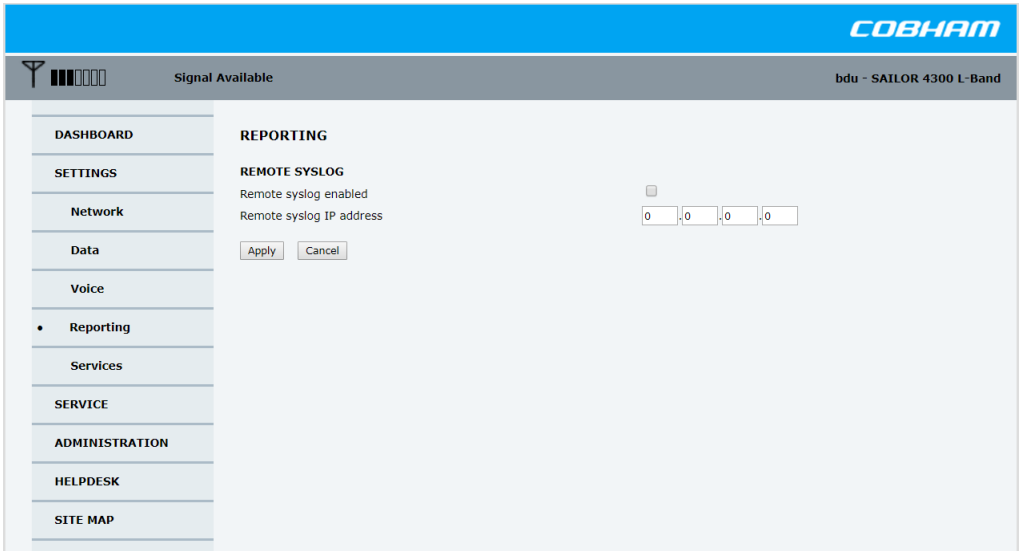 COBHAM
Signal Available
bdu - SAILOR 4300 L-Band
DASHBOARD
SETTINGS
Network
Data
Voice
• Reporting
Services
SERVICE
ADMINISTRATION
HELPDESK
SITE MAP
REPORTING
REMOTE SYSLOG
Remote syslog enabled
Remote syslog IP address 0 .0 .0 .0
Apply Cancel